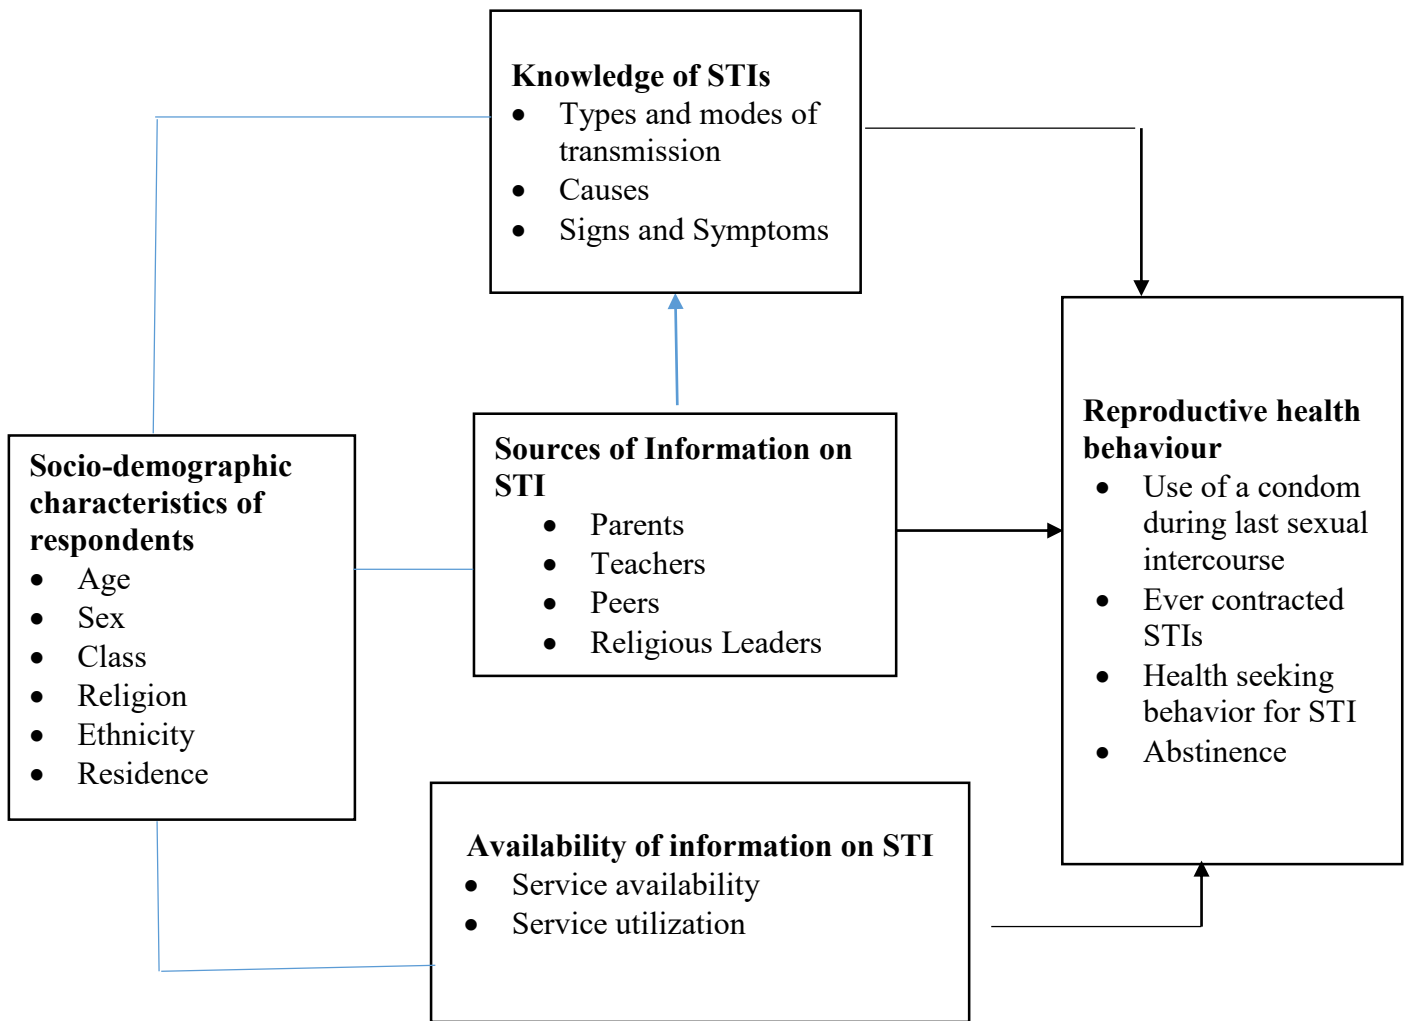 Knowledge of STIs
• Types and modes of
transmission
• Causes
• Signs and Symptoms
Socio-demographic
characteristics of
respondents
• Age
• Sex
• Class
• Religion
• Ethnicity
• Residence
Sources of Information on
STI
• Parents
• Teachers
• Peers
• Religious Leaders
Availability of information on STI
• Service availability
• Service utilization
Reproductive health
behaviour
• Use of a condom
during last sexual
intercourse
• Ever contracted
STIs
• Health seeking
behavior for STI
• Abstinence